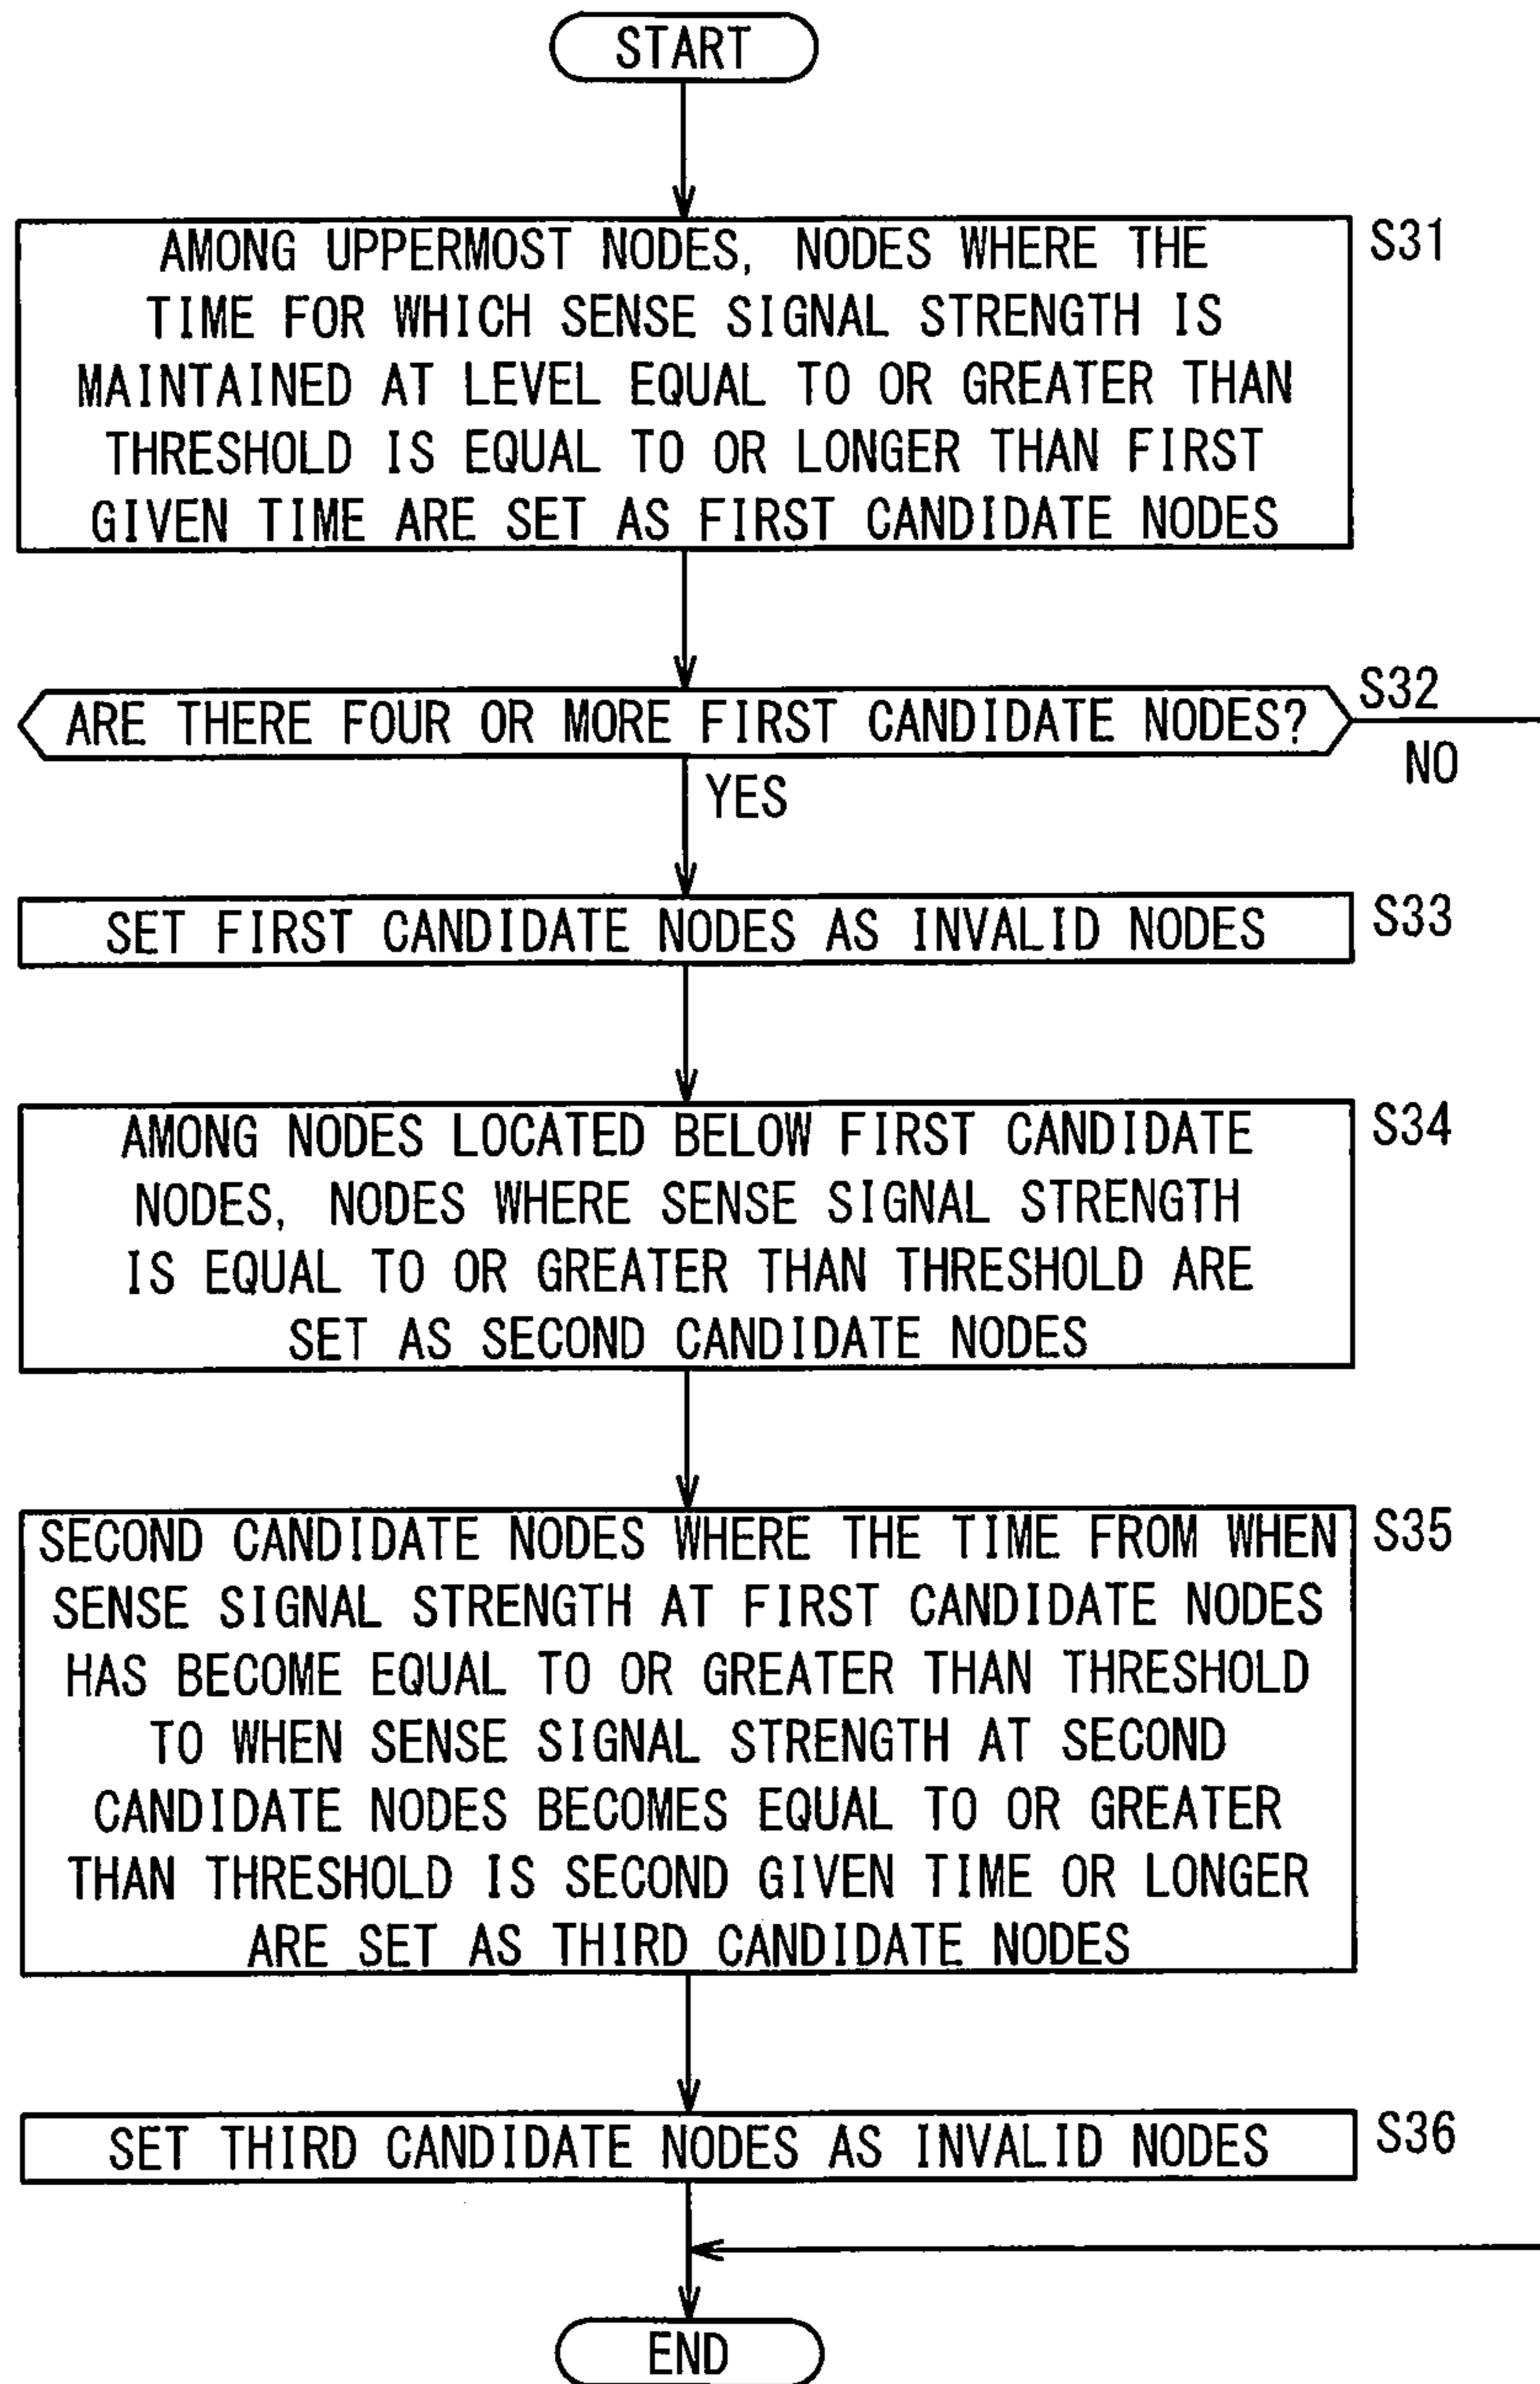 START
AMONG UPPERMOST NODES, NODES WHERE THE
TIME FOR WHICH SENSE SIGNAL STRENGTH IS
MAINTAINED AT LEVEL EQUAL TO OR GREATER THAN
THRESHOLD IS EQUAL TO OR LONGER THAN FIRST
GIVEN TIME ARE SET AS FIRST CANDIDATE NODES
S31
ARE THERE FOUR OR MORE FIRST CANDIDATE NODES?
S32
NO
YES
SET FIRST CANDIDATE NODES AS INVALID NODES
S33
AMONG NODES LOCATED BELOW FIRST CANDIDATE
NODES, NODES WHERE SENSE SIGNAL STRENGTH
IS EQUAL TO OR GREATER THAN THRESHOLD ARE
SET AS SECOND CANDIDATE NODES
S34
SECOND CANDIDATE NODES WHERE THE TIME FROM WHEN
SENSE SIGNAL STRENGTH AT FIRST CANDIDATE NODES
HAS BECOME EQUAL TO OR GREATER THAN THRESHOLD
TO WHEN SENSE SIGNAL STRENGTH AT SECOND
CANDIDATE NODES BECOMES EQUAL TO OR GREATER
THAN THRESHOLD IS SECOND GIVEN TIME OR LONGER
ARE SET AS THIRD CANDIDATE NODES
S35
SET THIRD CANDIDATE NODES AS INVALID NODES
S36
END